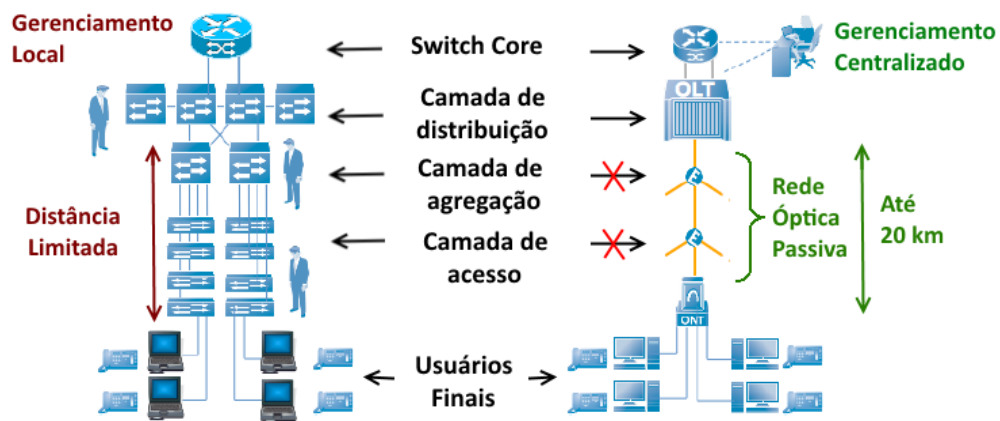 Gerenciamento
Local
Switch Core
Gerenciamento
Centralizado
OLT
Camada de
distribuição
Camada de
agregação
Distância
Limitada
Rede
Óptica
Passiva
Até
20 km
E
Camada de
acesso
E
ONT
Usuários
Finais